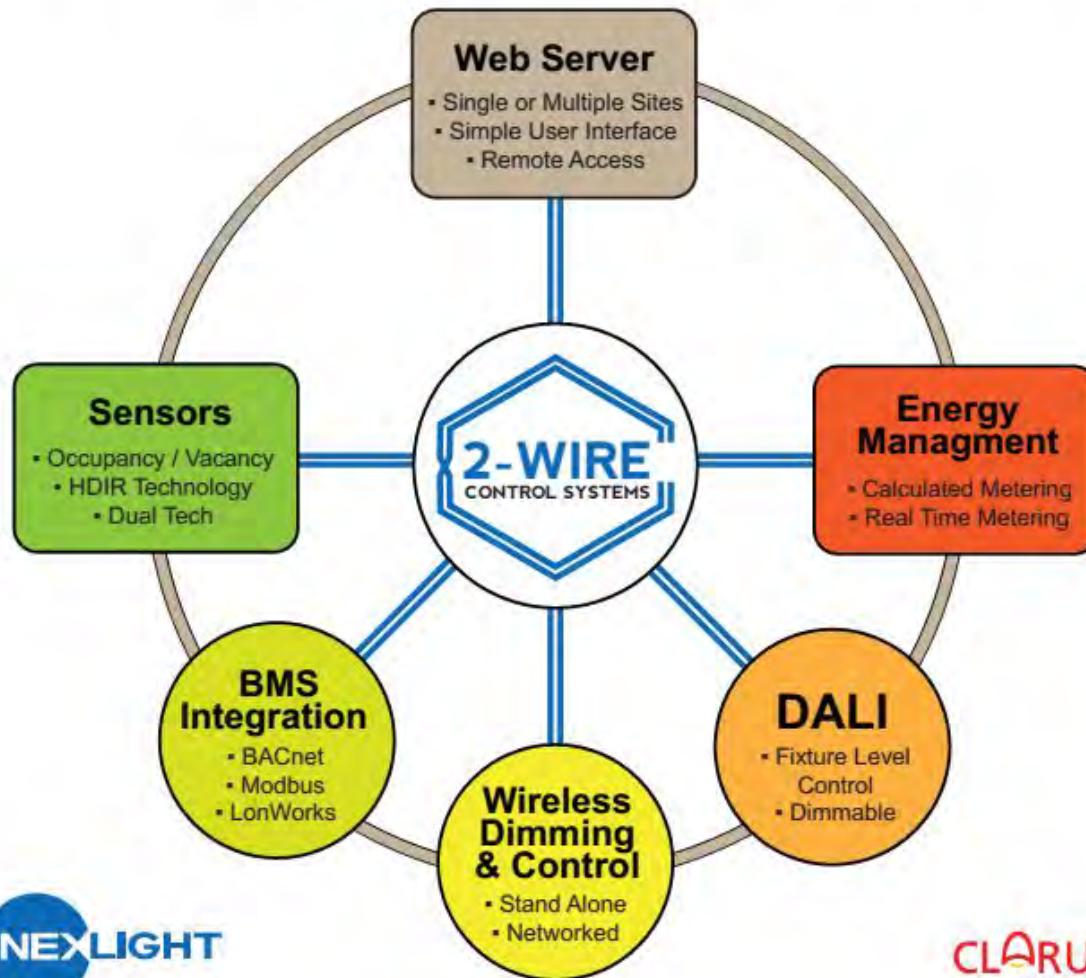 Web Server
▪ Single or Multiple Sites
▪ Simple User Interface
▪ Remote Access
Sensors
▪ Occupancy / Vacancy
▪ HDIR Technology
▪ Dual Tech
2-WIRE
CONTROL SYSTEMS
Energy
Managment
▪ Calculated Metering
▪ Real Time Metering
BMS
Integration
▪ BACnet
▪ Modbus
▪ LonWorks
Wireless
Dimming
& Control
▪ Stand Alone
▪ Networked
DALI
▪ Fixture Level
Control
▪ Dimmable
NEXLIGHT
CLARU